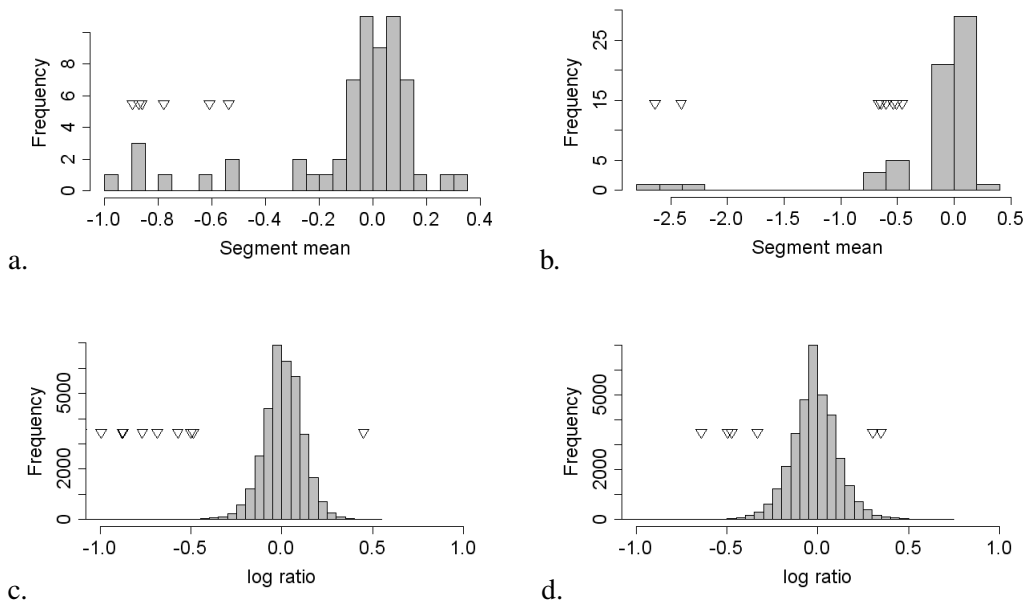 Frequency
0 2 4 6 8
-1.0 -0.8 -0.6 -0.4 -0.2 0.0 0.2 0.4
Segment mean
a.
Frequency
0 5 15 25
-2.5 -2.0 -1.5 -1.0 -0.5 0.0 0.5
Segment mean
b.
Frequency
0 2000 5000
-1.0 -0.5 0.0 0.5 1.0
log ratio
c.
Frequency
0 2000 5000
-1.0 -0.5 0.0 0.5 1.0
log ratio
d.